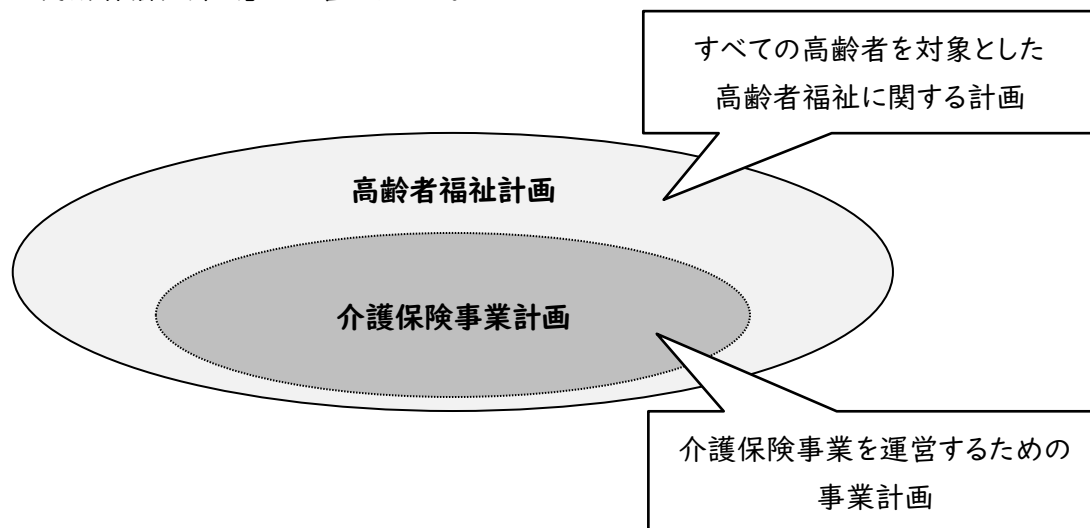 すべての高齢者を対象とした
高齢者福祉に関する計画
高齢者福祉計画
介護保険事業計画
介護保険事業を運営するための
事業計画